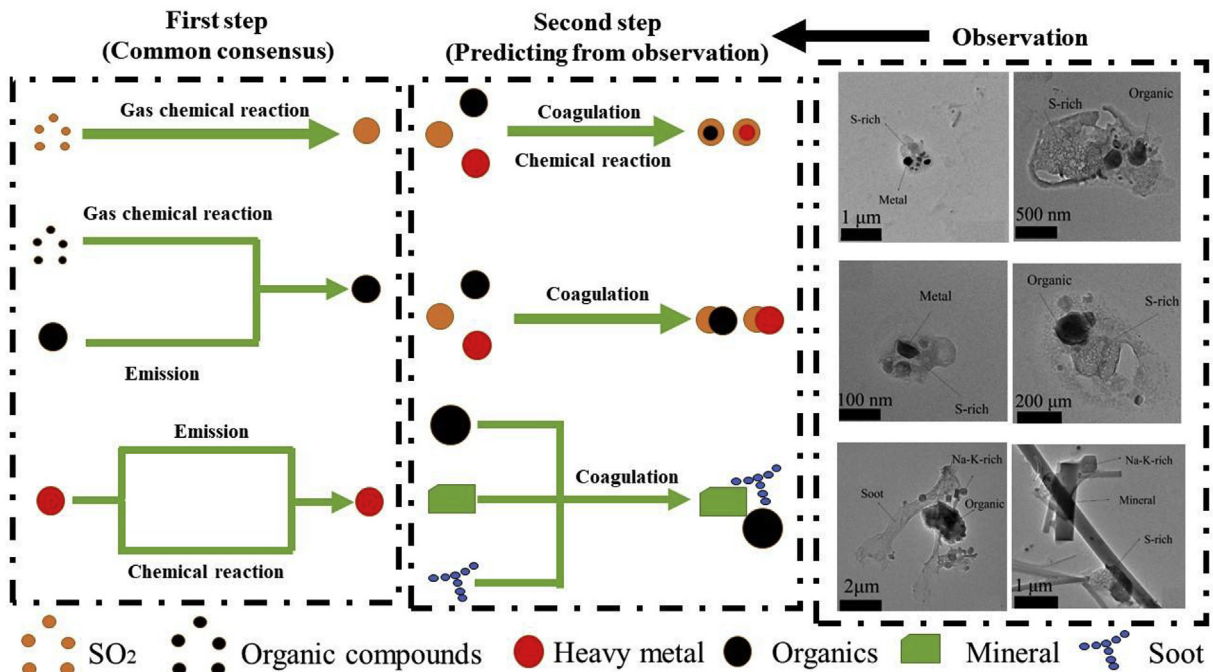 First step
(Common consensus)
Second step
(Predicting from observation)
Observation
Gas chemical reaction
Gas chemical reaction
Emission
Emission
Chemical reaction
Coagulation
Chemical reaction
Coagulation
Coagulation
S-rich
Metal
1 μm
S-rich
Organic
500 nm
Metal
S-rich
100 nm
Organic
S-rich
200 μm
Na-K-rich
Soot
Organic
2μm
Na-K-rich
Mineral
S-rich
1 μm
SO₂
Organic compounds
Heavy metal
Organics
Mineral
Soot